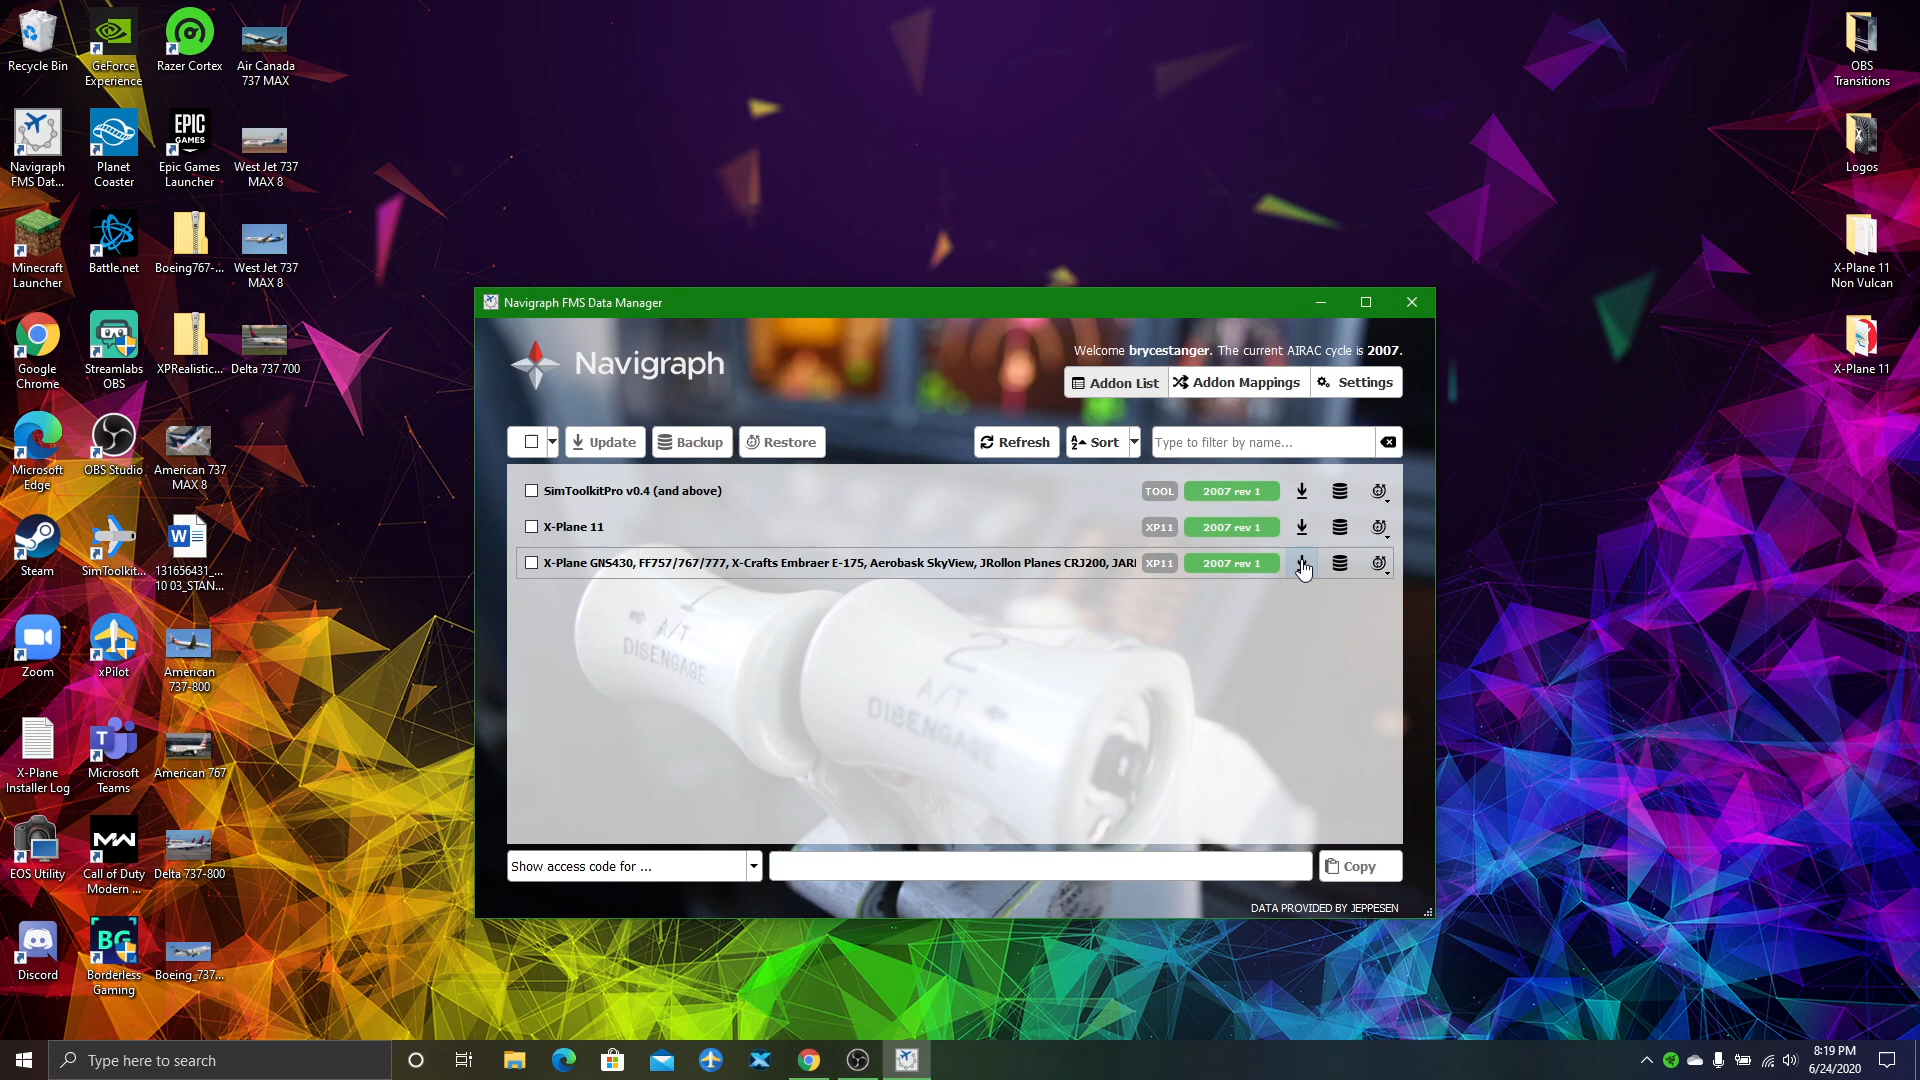 Recycle Bin
GeForce
Experience
Razer Cortex
Air Canada
737 MAX
OBS
Transitions
Navigraph
FMS Dat...
Planet
Coaster
EPIC
GAMES
Epic Games
Launcher
West Jet 737
MAX 8
Logos
Minecraft
Launcher
Battle.net
Boeing767-...
West Jet 737
MAX 8
X-Plane 11
Non Vulcan
Google
Chrome
Streamlabs
OBS
XPRealistic...
Delta 737 700
X-Plane 11
Microsoft
Edge
OBS Studio
American 737
MAX 8
Steam
SimToolkit...
131656431_...
10 03_STAN...
Zoom
xPilot
American
737-800
X-Plane
Installer Log
Microsoft
Teams
American 767
EOS Utility
Call of Duty
Modern ...
Delta 737-800
Discord
BG
Borderless
Gaming
Boeing_737...
Navigraph FMS Data Manager
Navigraph
Welcome brycestanger. The current AIRAC cycle is 2007.
Addon List
Addon Mappings
Settings
Update
Backup
Restore
Refresh
Sort
Type to filter by name...
SimToolkitPro v0.4 (and above)
TOOL
2007 rev 1
X-Plane 11
XP11
2007 rev 1
X-Plane GNS430, FF757/767/777, X-Crafts Embraer E-175, Aerobask SkyView, JRollon Planes CRJ200, JARI
XP11
2007 rev 1
1
A/T
DISENGAGE
2
A/T
DISENGAGE
Show access code for ...
Copy
DATA PROVIDED BY JEPPESEN
Type here to search
8:19 PM
6/24/2020